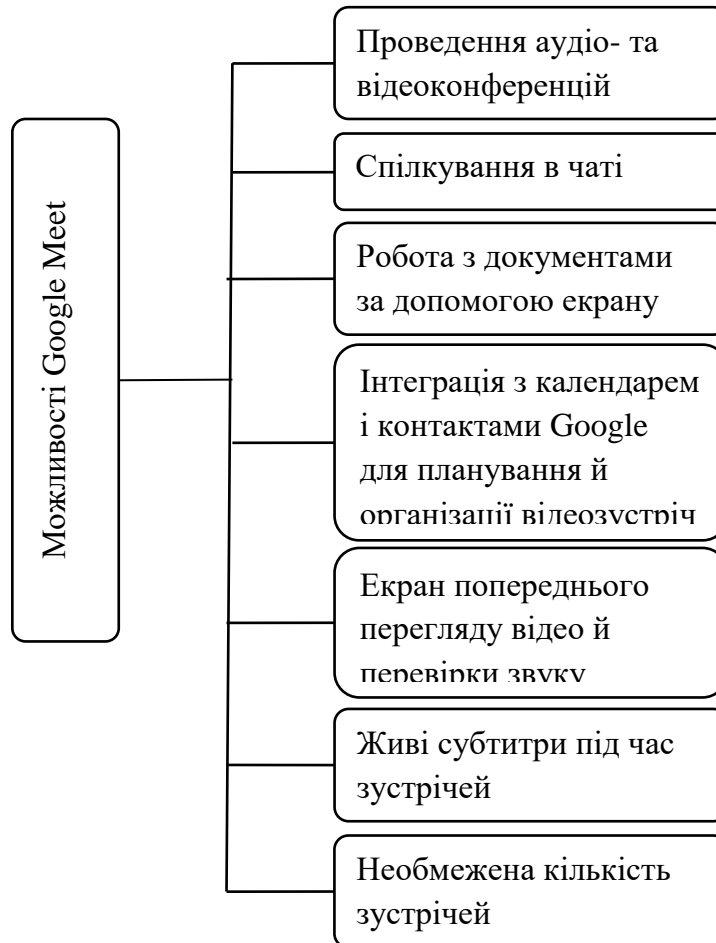 Можливості Google Meet
Проведення аудіо- та
відеоконференцій
Спілкування в чаті
Робота з документами
за допомогою екрану
Інтеграція з календарем
і контактами Google
для планування й
організації відеозустріч
Екран попереднього
перегляду відео й
перевірки звуку
Живі субтитри під час
зустрічей
Необмежена кількість
зустрічей